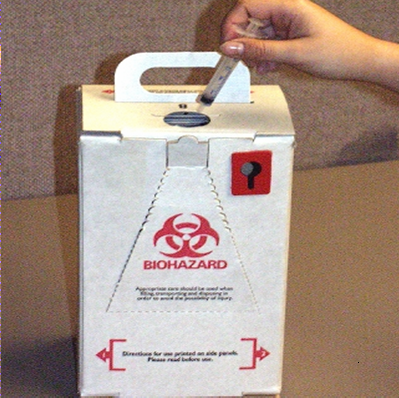 BIOHAZARD
Appropriate care should be used when
filling, transporting and disposing in
order to avoid the possibility of injury.
Directions for use printed on side panels.
Please read before use.